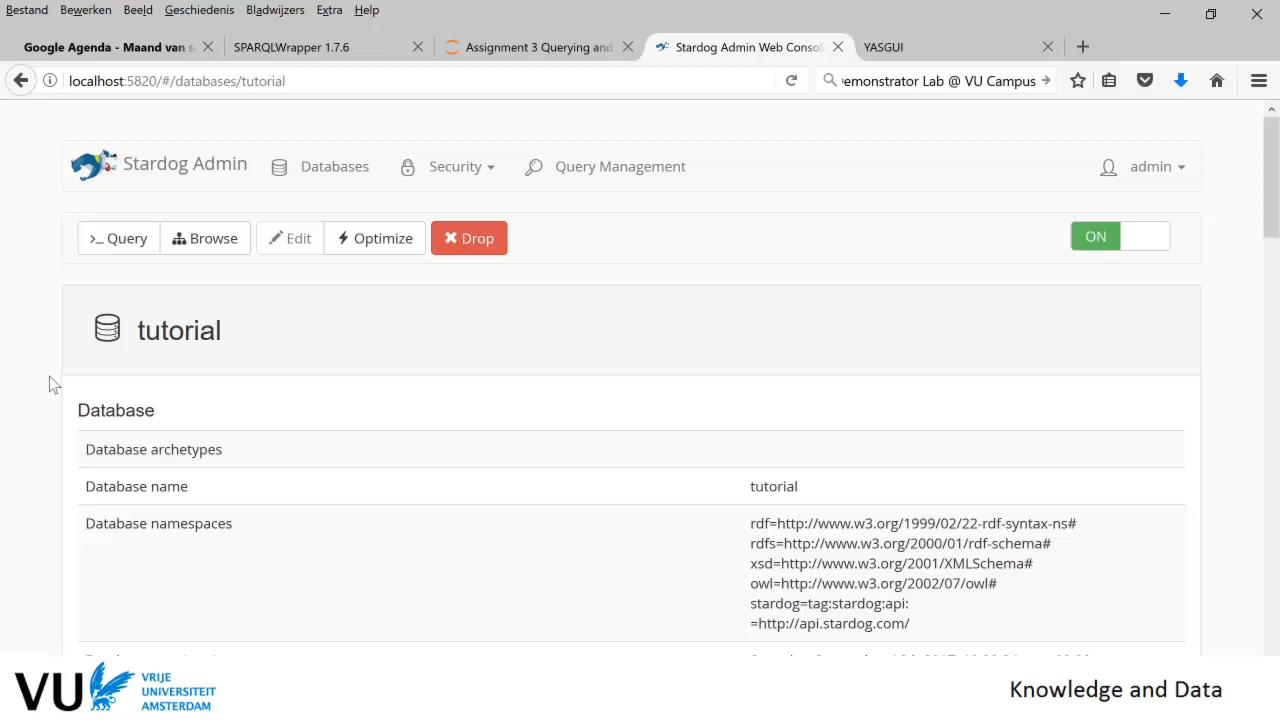 Bestand Bewerken Beeld Geschiedenis Bladwijzers Extra Help
Google Agenda - Maand van s SPARQLWrapper 1.7.6 Assignment 3 Querying and Stardog Admin Web Consol YASGUI
localhost:5820/#/databases/tutorial emonstrator Lab @ VU Campus
Stardog Admin Databases Security Query Management admin
>_ Query Browse Edit Optimize Drop ON
tutorial
Database
Database archetypes
Database name tutorial
Database namespaces rdf=http://www.w3.org/1999/02/22-rdf-syntax-ns#
rdfs=http://www.w3.org/2000/01/rdf-schema#
xsd=http://www.w3.org/2001/XMLSchema#
owl=http://www.w3.org/2002/07/owl#
stardog=tag:stardog:api:
=http://api.stardog.com/
VU VRIJE
UNIVERSITEIT
AMSTERDAM
Knowledge and Data